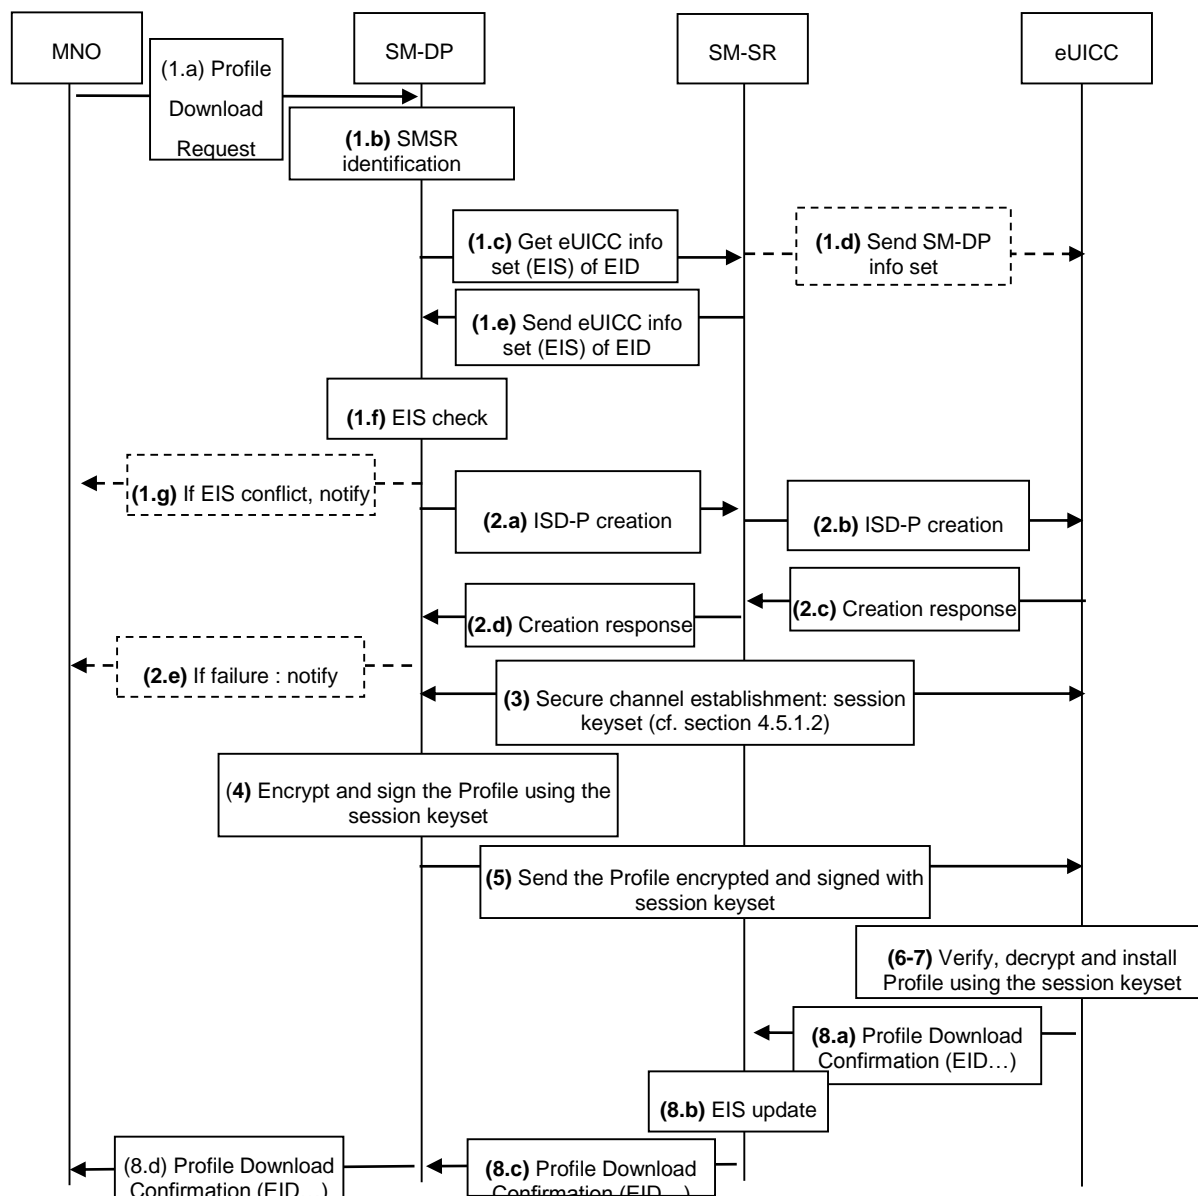 MNO
SM-DP
SM-SR
eUICC
(1.a) Profile
Download
Request
(1.b) SMSR
identification
(1.c) Get eUICC info
set (EIS) of EID
(1.d) Send SM-DP
info set
(1.e) Send eUICC info
set (EIS) of EID
(1.f) EIS check
(1.g) If EIS conflict, notify
(2.a) ISD-P creation
(2.b) ISD-P creation
(2.c) Creation response
(2.d) Creation response
(2.e) If failure : notify
(3) Secure channel establishment: session
keyset (cf. section 4.5.1.2)
(4) Encrypt and sign the Profile using the
session keyset
(5) Send the Profile encrypted and signed with
session keyset
(6-7) Verify, decrypt and install
Profile using the session keyset
(8.a) Profile Download
Confirmation (EID…)
(8.b) EIS update
(8.c) Profile Download
Confirmation (EID…)
(8.d) Profile Download
Confirmation (EID…)